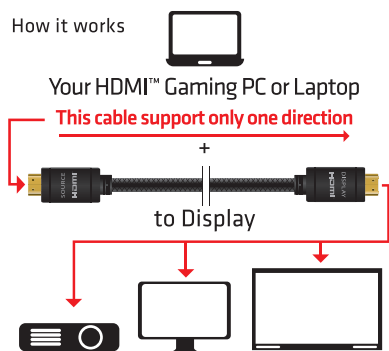 How it works
Your HDMI™ Gaming PC or Laptop
This cable support only one direction
+
SOURCE
HDMI
HDMI
DISPLAY
to Display